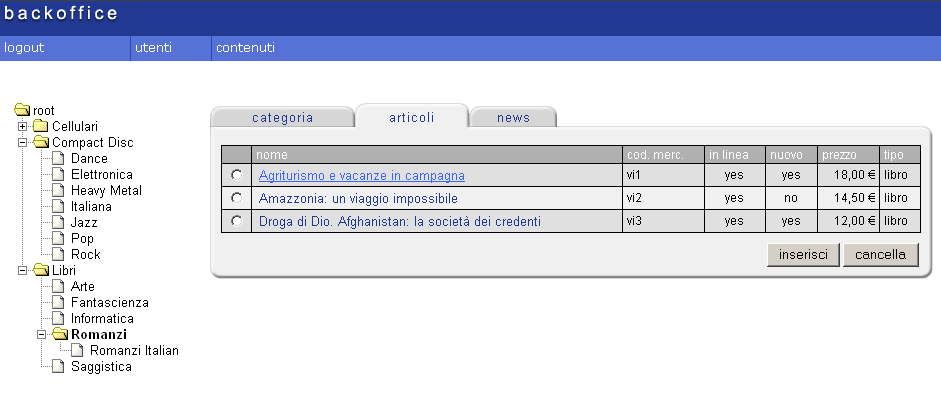 backoffice
logout utenti contenuti
root
Cellulari
Compact Disc
Dance
Elettronica
Heavy Metal
Italiana
Jazz
Pop
Rock
Libri
Arte
Fantascienza
Informatica
Romanzi
Romanzi Italian
Saggistica
categoria articoli news
nome cod. merc. in linea nuovo prezzo tipo
Agriturismo e vacanze in campagna vi1 yes yes 18,00 € libro
Amazzonia: un viaggio impossibile vi2 yes no 14,50 € libro
Droga di Dio. Afghanistan: la società dei credenti vi3 yes yes 12,00 € libro
inserisci cancella